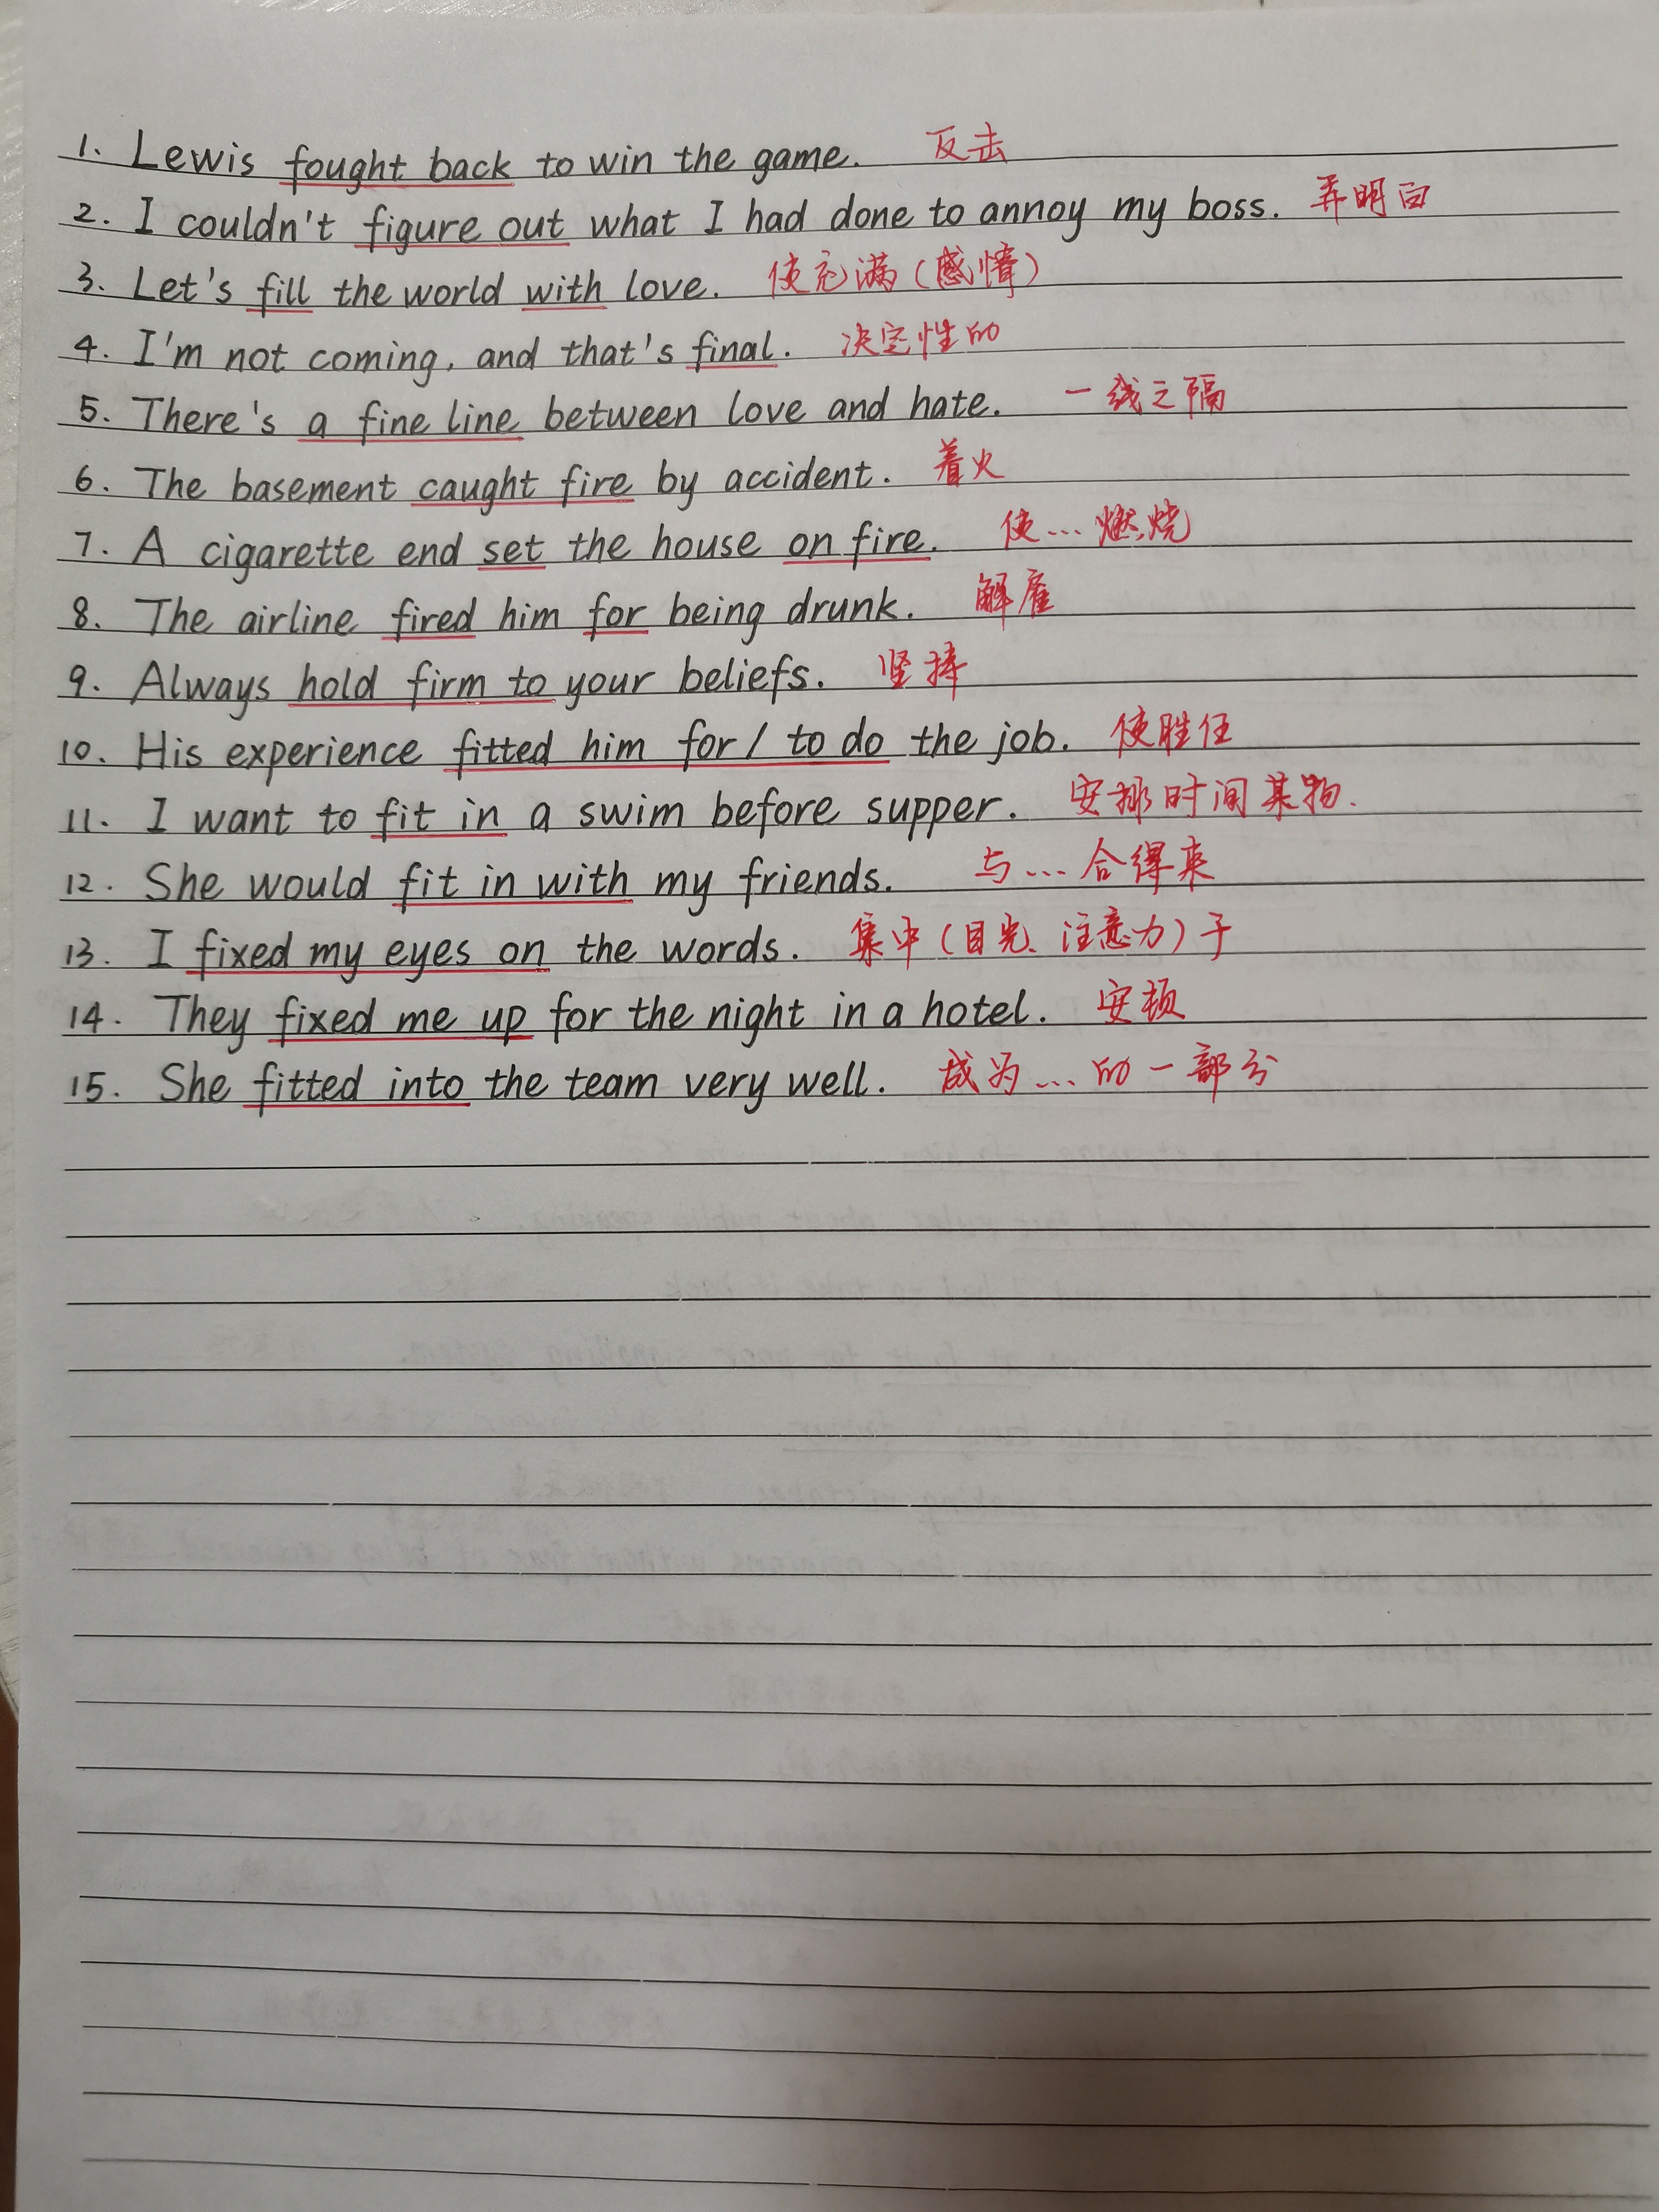 1. Lewis fought back to win the game. 反击
2. I couldn't figure out what I had done to annoy my boss. 弄明白
3. Let's fill the world with love. 使充满(感情)
4. I'm not coming, and that's final. 决定性的
5. There's a fine line between love and hate. 一线之隔
6. The basement caught fire by accident. 着火
7. A cigarette end set the house on fire. 使...燃烧
8. The airline fired him for being drunk. 解雇
9. Always hold firm to your beliefs. 坚持
10. His experience fitted him for / to do the job. 使胜任
11. I want to fit in a swim before supper. 安排时间某物.
12. She would fit in with my friends. 与...合得来
13. I fixed my eyes on the words. 集中(目光、注意力)于
14. They fixed me up for the night in a hotel. 安顿
15. She fitted into the team very well. 成为...的一部分